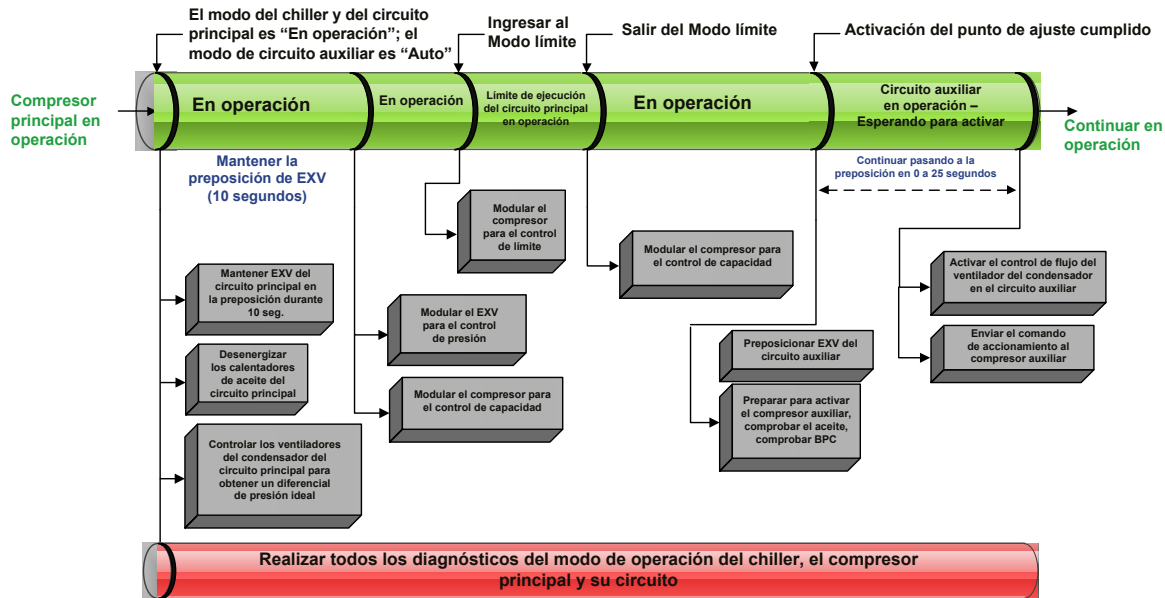 El modo del chiller y del circuito
principal es “En operación”; el
modo de circuito auxiliar es “Auto”
Ingresar al
Modo límite
Salir del Modo límite
Activación del punto de ajuste cumplido
Compresor
principal en
operación
En operación
En operación
Límite de ejecución
del circuito principal
en operación
En operación
Circuito auxiliar
en operación –
Esperando para activar
Continuar en
operación
Mantener la
preposición de EXV
(10 segundos)
Continuar pasando a la
preposición en 0 a 25 segundos
Modular el
compresor
para el control
de límite
Modular el compresor para
el control de capacidad
Activar el control de flujo del
ventilador del condensador
en el circuito auxiliar
Mantener EXV del
circuito principal en
la preposición durante
10 seg.
Modular el EXV
para el control
de presión
Preposicionar EXV del
circuito auxiliar
Enviar el comando
de accionamiento al
compresor auxiliar
Desenergizar
los calentadores
de aceite del
circuito principal
Modular el compresor para
el control de capacidad
Preparar para activar
el compresor auxiliar,
comprobar el aceite,
comprobar BPC
Controlar los ventiladores
del condensador del
circuito principal para
obtener un diferencial
de presión ideal
Realizar todos los diagnósticos del modo de operación del chiller, el compresor
principal y su circuito